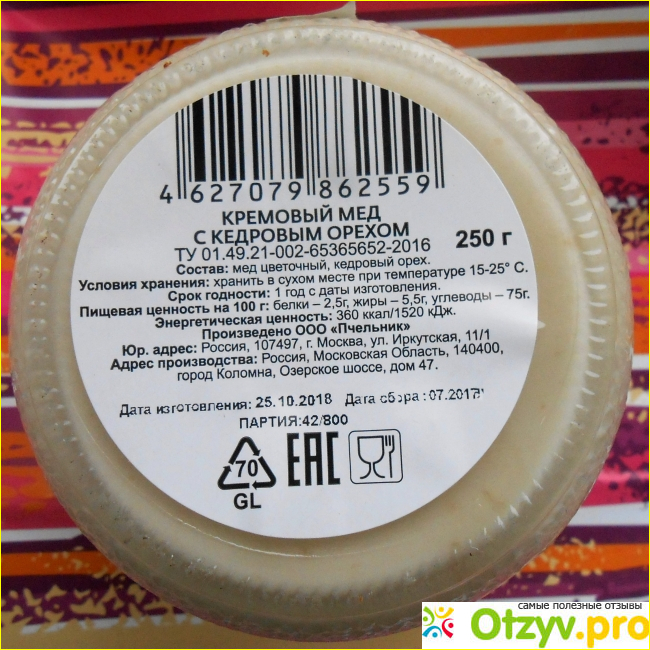 4 627079 862559
КРЕМОВЫЙ МЕД
С КЕДРОВЫМ ОРЕХОМ
250 г
ТУ 01.49.21-002-65365652-2016
Состав: мед цветочный, кедровый орех.
Условия хранения: хранить в сухом месте при температуре 15-25° С.
Срок годности: 1 год с даты изготовления.
Пищевая ценность на 100 г: белки – 2,5г, жиры – 5,5г, углеводы – 75г.
Энергетическая ценность: 360 ккал/1520 кДж.
Произведено ООО «Пчельник»
Юр. адрес: Россия, 107497, г. Москва, ул. Иркутская, 11/1
Адрес производства: Россия, Московская Область, 140400,
город Коломна, Озерское шоссе, дом 47.
Дата изготовления: 25.10.2018 Дата сбора :07.2017г
ПАРТИЯ:42/800
70
GL
ЕАС
самые полезные отзывы
Otzyv.pro